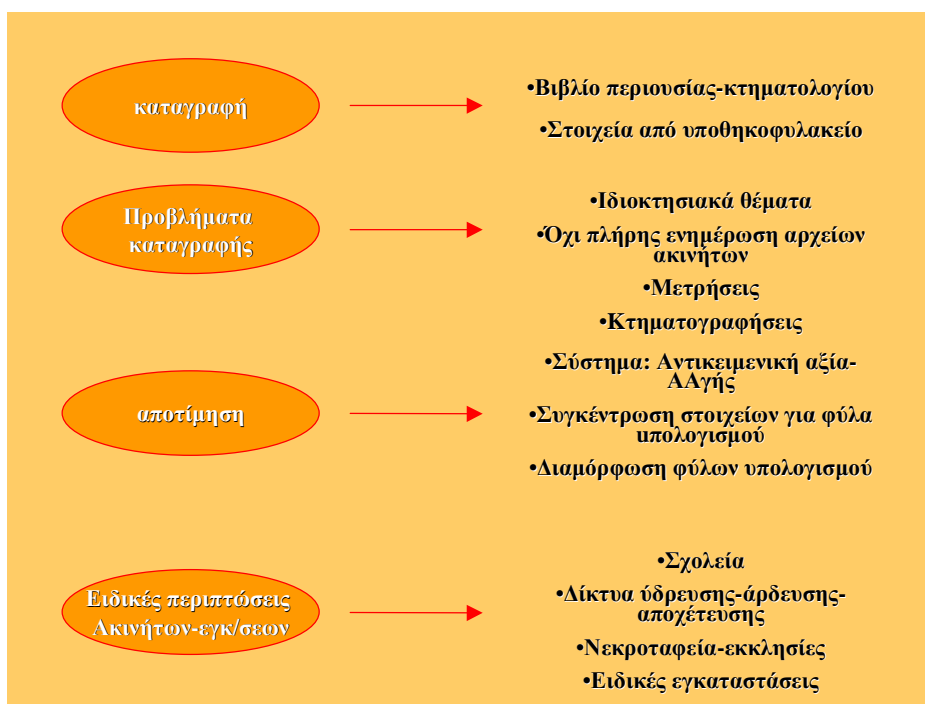 καταγραφή
•Βιβλίο περιουσίας-κτηματολογίου
•Στοιχεία από υποθηκοφυλακείο
Προβλήματα
καταγραφής
•Ιδιοκτησιακά θέματα
•Όχι πλήρης ενημέρωση αρχείων
ακινήτων
•Μετρήσεις
•Κτηματογραφήσεις
αποτίμηση
•Σύστημα: Αντικειμενική αξία-
ΑΑγής
•Συγκέντρωση στοιχείων για φύλα
uπολογισμού
•Διαμόρφωση φύλων υπολογισμού
Ειδικές περιπτώσεις
Ακινήτων-εγκ/σεων
•Σχολεία
•Δίκτυα ύδρευσης-άρδευσης-
αποχέτευσης
•Νεκροταφεία-εκκλησίες
•Ειδικές εγκαταστάσεις